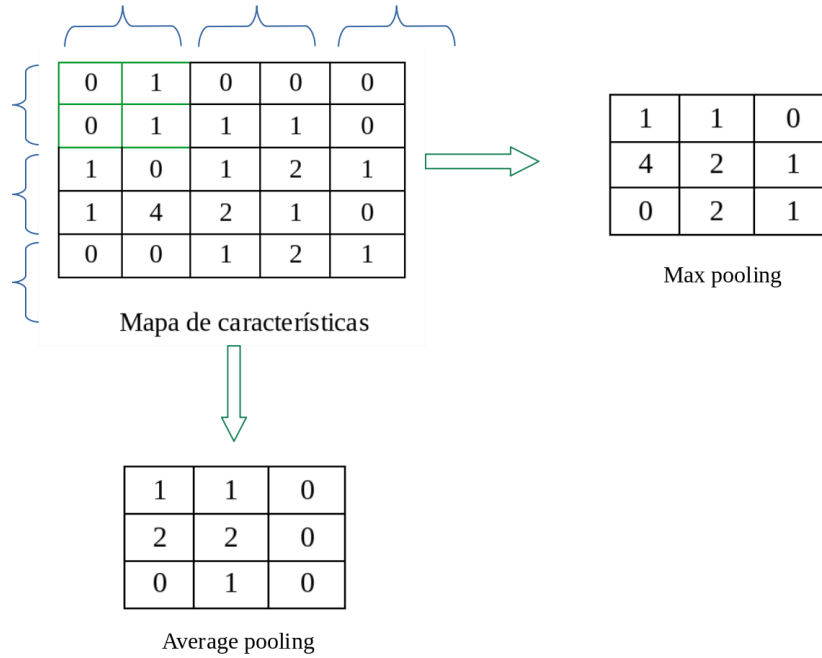 0 1 0 0 0
0 1 1 1 0
1 0 1 2 1
1 4 2 1 0
0 0 1 2 1
Mapa de característícas
1 1 0
4 2 1
0 2 1
Max pooling
1 1 0
2 2 0
0 1 0
Average pooling